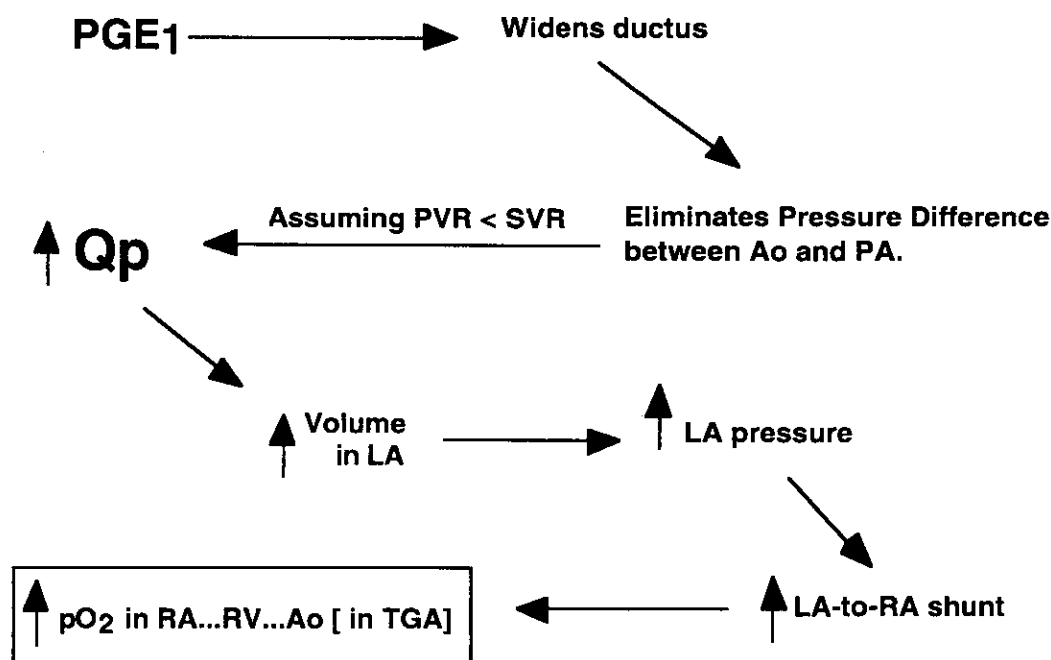 PGE1
Widens ductus
Eliminates Pressure Difference
between Ao and PA.
Assuming PVR < SVR
Qp
Volume
in LA
LA pressure
LA-to-RA shunt
pO2 in RA...RV...Ao [ in TGA]